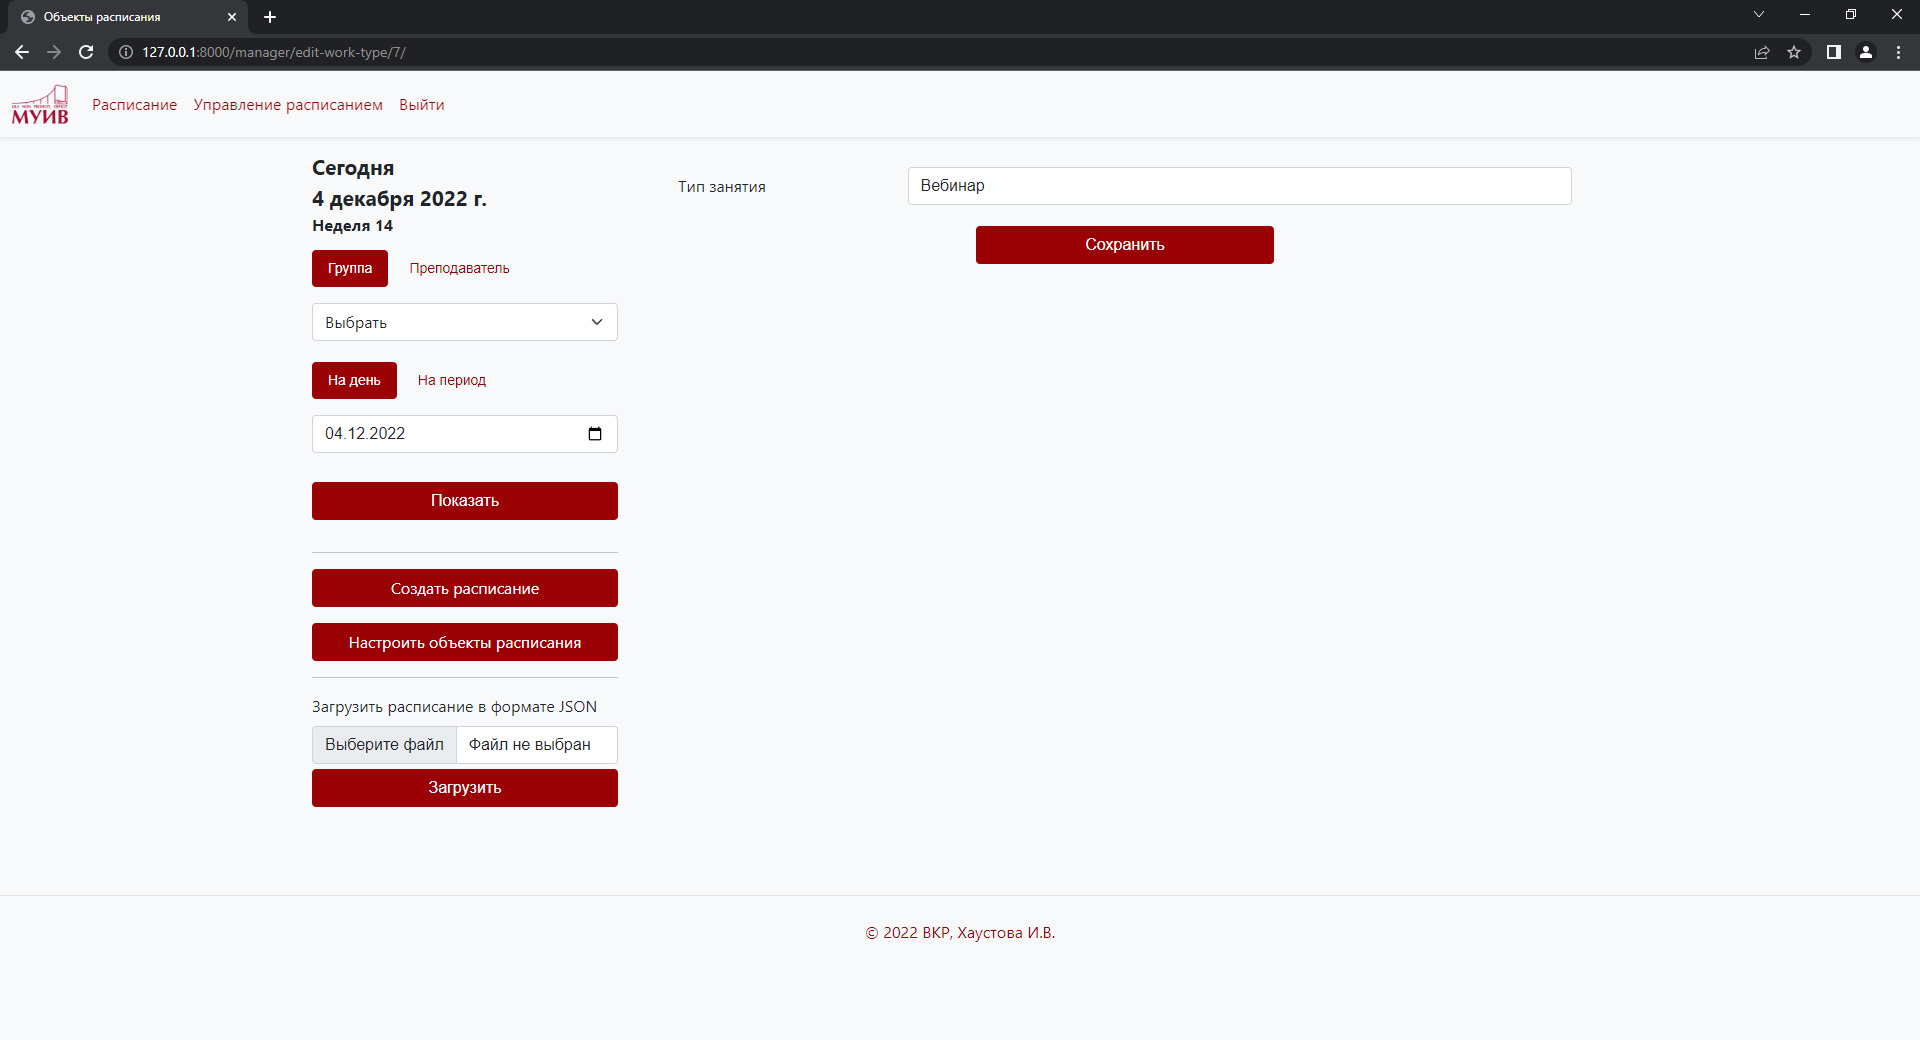 Объекты расписания
127.0.0.1:8000/manager/edit-work-type/7/
МУИВ
Расписание Управление расписанием Выйти
Сегодня
4 декабря 2022 г.
Неделя 14
Группа Преподаватель
Выбрать
На день На период
04.12.2022
Показать
Создать расписание
Настроить объекты расписания
Загрузить расписание в формате JSON
Выберите файл Файл не выбран
Загрузить
Тип занятия Вебинар
Сохранить
© 2022 ВКР, Хаустова И.В.